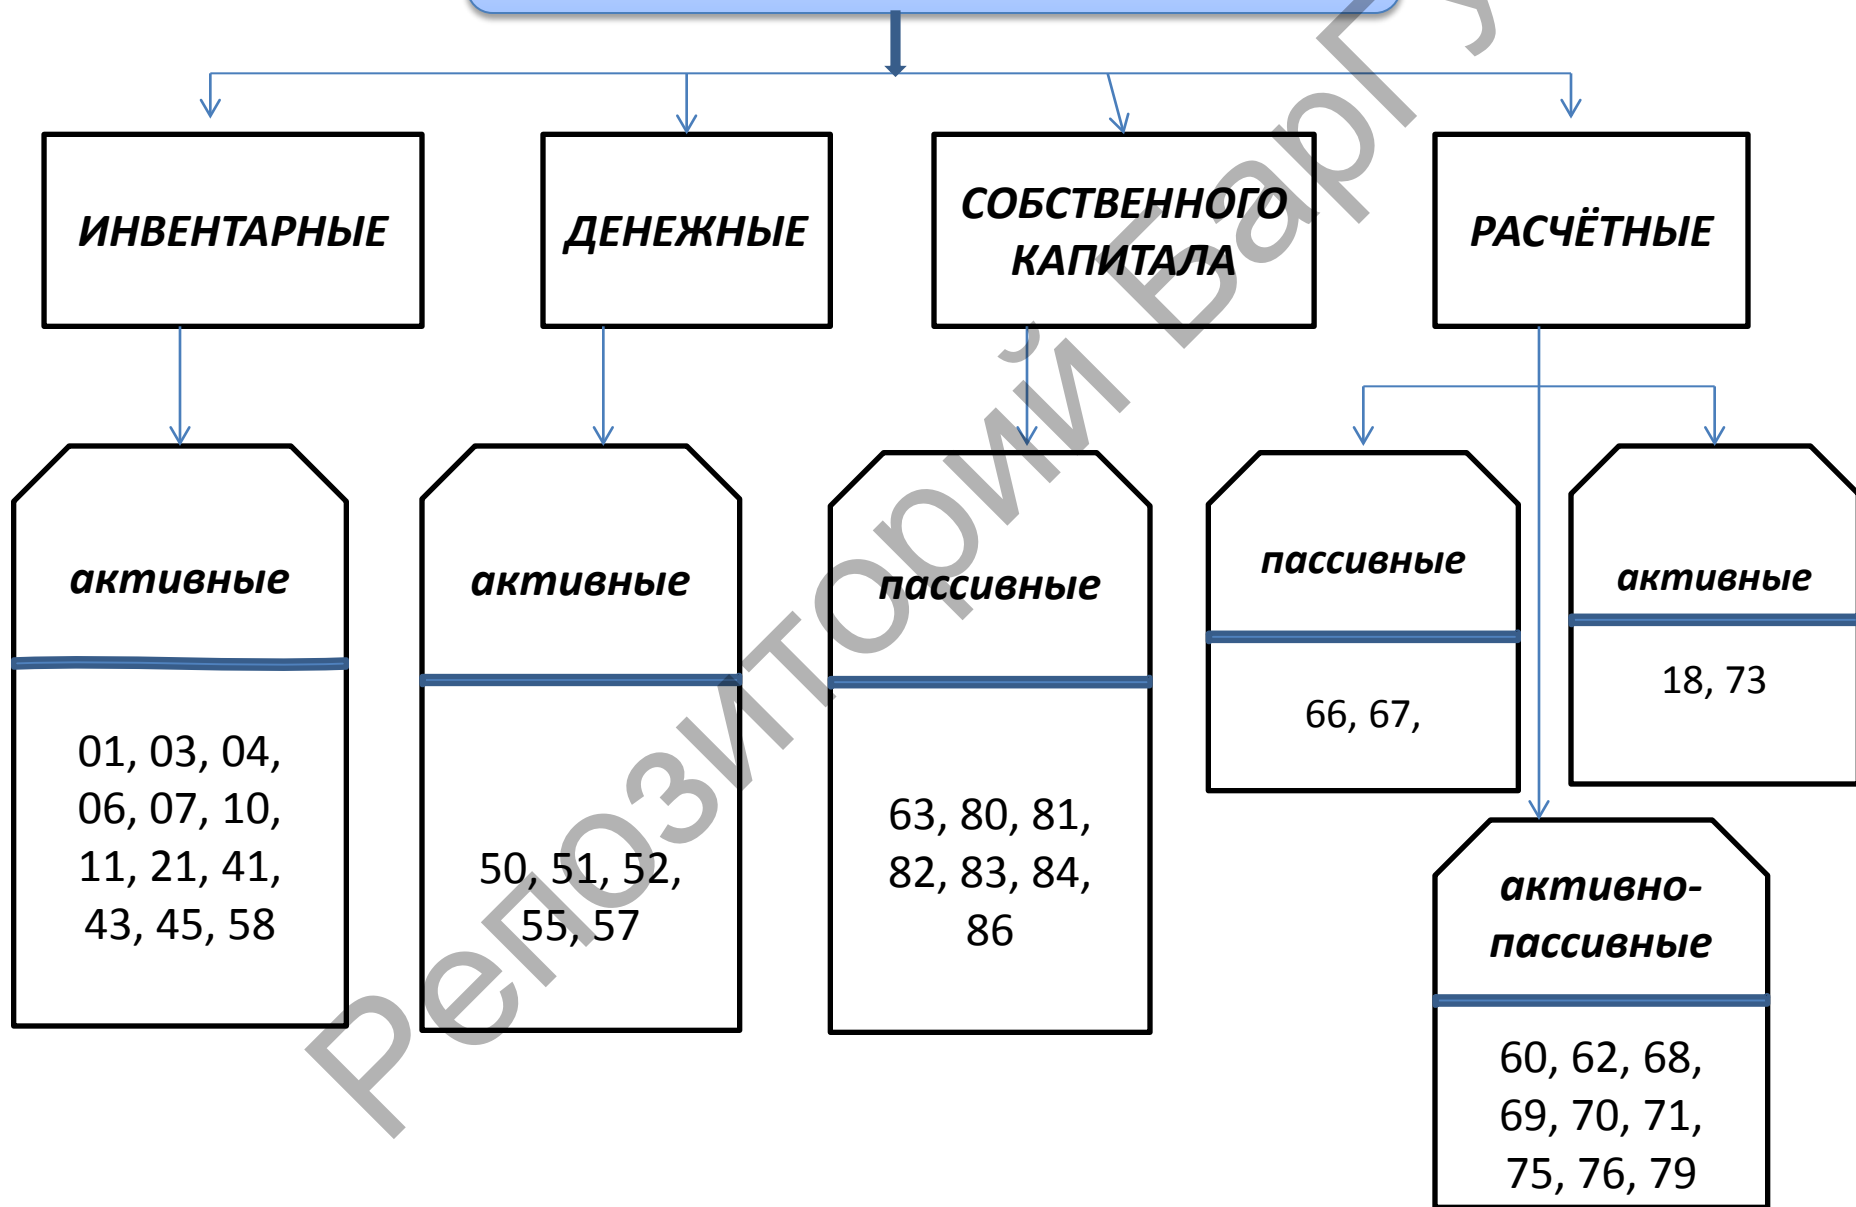 ИНВЕНТАРНЫЕ
ДЕНЕЖНЫЕ
СОБСТВЕННОГО
КАПИТАЛА
РАСЧЁТНЫЕ
активные
01, 03, 04,
06, 07, 10,
11, 21, 41,
43, 45, 58
активные
50, 51, 52,
55, 57
пассивные
63, 80, 81,
82, 83, 84,
86
пассивные
66, 67,
активные
18, 73
активно-
пассивные
60, 62, 68,
69, 70, 71,
75, 76, 79
Репозиторий БарГУ